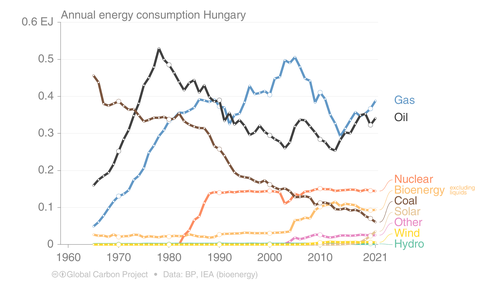 Annual energy consumption Hungary
0.6 EJ
0.5
0.4
0.3
0.2
0.1
0
1960
1970
1980
1990
2000
2010
2021
Gas
Oil
Nuclear
Bioenergy excluding liquids
Coal
Solar
Other
Wind
Hydro
Global Carbon Project • Data: BP, IEA (bioenergy)